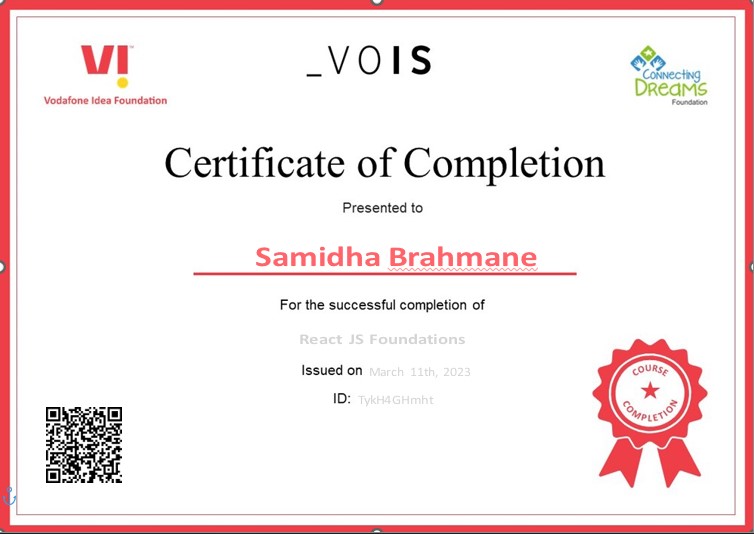 VI
Vodafone Idea Foundation
_VOIS
Connecting
Dreams
Foundation
Certificate of Completion
Presented to
Samidha Brahmane
For the successful completion of
React JS Foundations
Issued on March 11th, 2023
ID: TykH4GHmht
COURSE
COMPLETION